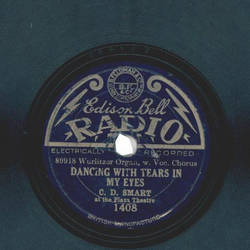 Edison Bell
RADIO
ELECTRICALLY RECORDED
89918 Wurlitzer Organ, w. Voc. Chorus
DANCING WITH TEARS IN
MY EYES
C. D. SMART
at the Plaza Theatre
1408
BRITISH MANUFACTURE